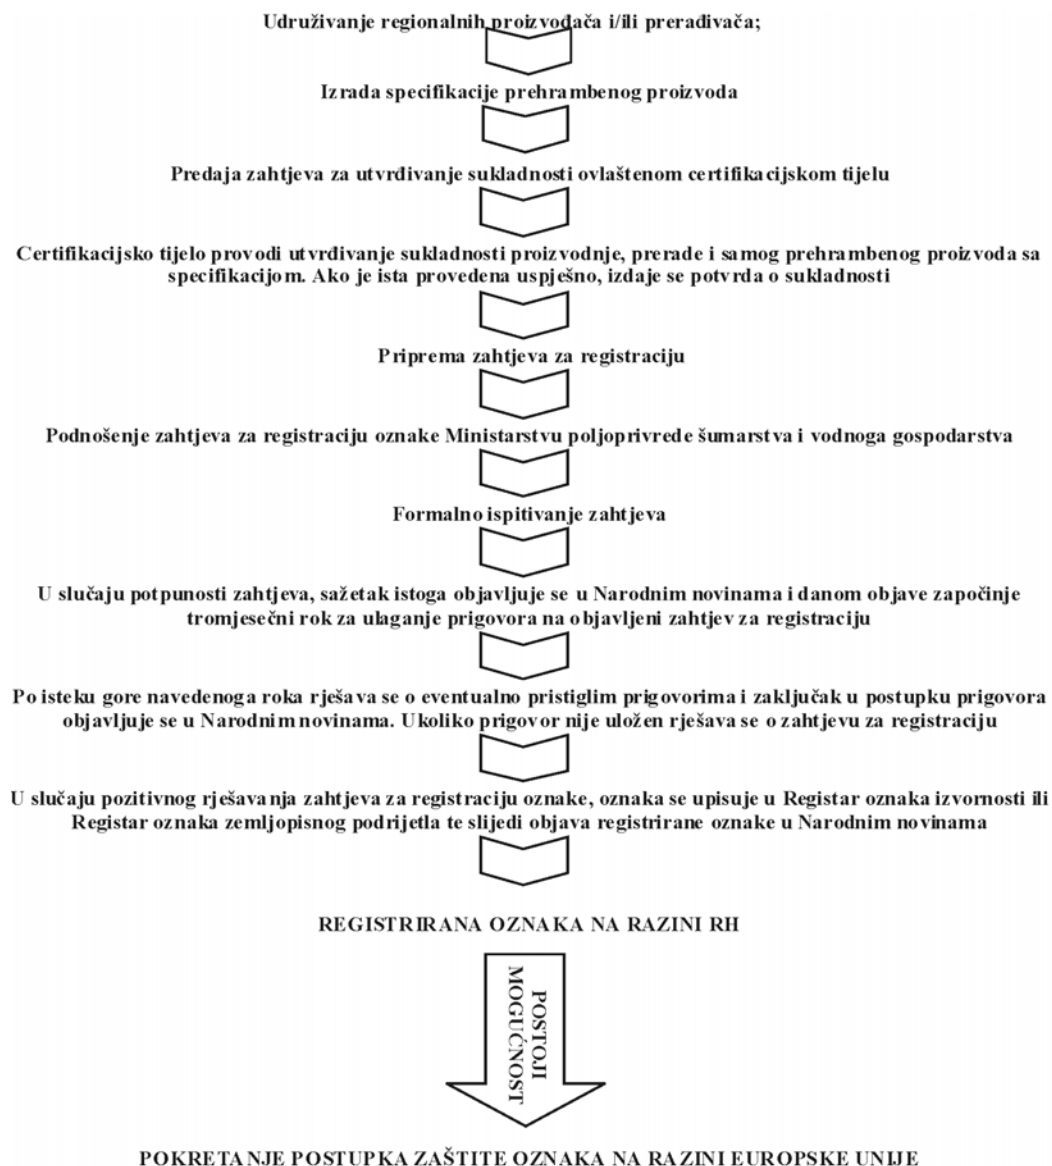 Udruživanje regionalnih proizvođača i/ili prerađivača;
Izrada specifikacije prehrambenog proizvoda
Predaja zahtjeva za utvrđivanje sukladnosti ovlaštenom certifikacijskom tijelu
Certifikacijsko tijelo provodi utvrđivanje sukladnosti proizvodnje, prerade i samog prehrambenog proizvoda sa
specifikacijom. Ako je ista provedena uspješno, izdaje se potvrda o sukladnosti
Priprema zahtjeva za registraciju
Podnošenje zahtjeva za registraciju oznake Ministarstvu poljoprivrede šumarstva i vodnoga gospodarstva
Formalno ispitivanje zahtjeva
U slučaju potpunosti zahtjeva, sažetak istoga objavljuje se u Narodnim novinama i danom objave započinje
tromjesečni rok za ulaganje prigovora na objavljeni zahtjev za registraciju
Po isteku gore navedenoga roka rješava se o eventualno pristiglim prigovorima i zaključak u postupku prigovora
objavljuje se u Narodnim novinama. Ukoliko prigovor nije uložen rješava se o zahtjevu za registraciju
U slučaju pozitivnog rješavanja zahtjeva za registraciju oznake, oznaka se upisuje u Registar oznaka izvornosti ili
Registar oznaka zemljopisnog podrijetla te slijedi objava registrirane oznake u Narodnim novinama
REGISTRIRANA OZNAKA NA RAZINI RH
POSTOJI
MOGUĆNOST
POKRETANJE POSTUPKA ZAŠTITE OZNAKA NA RAZINI EUROPSKE UNIJE